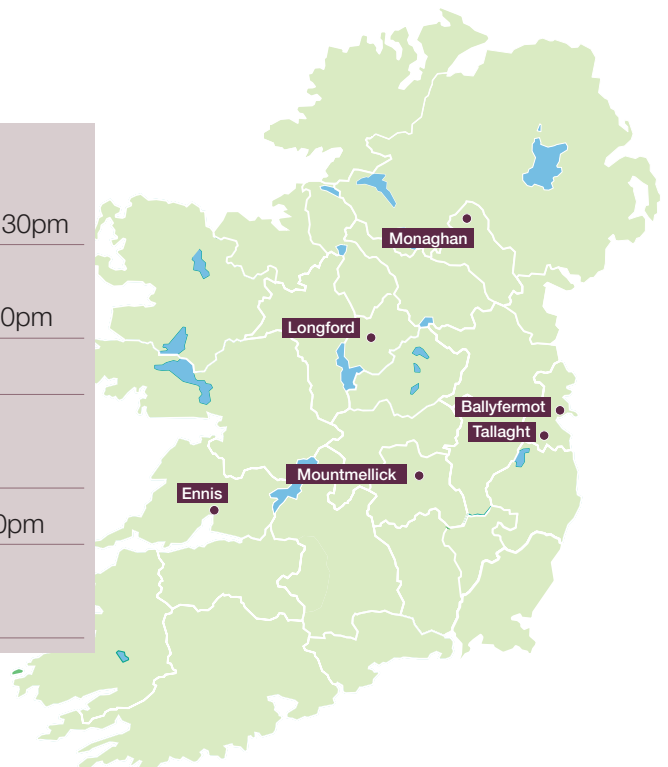 30pm
0pm
0pm
Monaghan
Longford
Ballyfermot
Tallaght
Mountmellick
Ennis